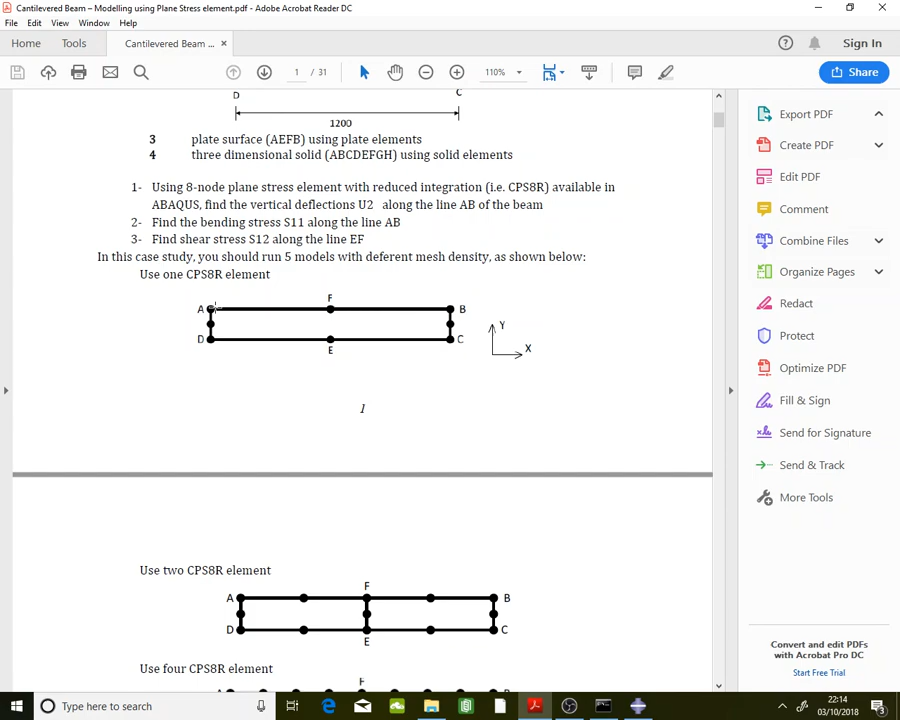 Cantilevered Beam – Modelling using Plane Stress element.pdf - Adobe Acrobat Reader DC
File Edit View Window Help
Home Tools Cantilevered Beam ... × Sign In
1 / 31 110% Share
D C
1200
3 plate surface (AEFB) using plate elements
4 three dimensional solid (ABCDEFGH) using solid elements
1- Using 8-node plane stress element with reduced integration (i.e. CPS8R) available in
ABAQUS, find the vertical deflections U2 along the line AB of the beam
2- Find the bending stress S11 along the line AB
3- Find shear stress S12 along the line EF
In this case study, you should run 5 models with deferent mesh density, as shown below:
Use one CPS8R element
F
A B
D C
E
Y
X
1
Use two CPS8R element
F
A B
D C
E
Use four CPS8R element
F
A B
Export PDF
Create PDF
Edit PDF
Comment
Combine Files
Organize Pages
Redact
Protect
Optimize PDF
Fill & Sign
Send for Signature
Send & Track
More Tools
Convert and edit PDFs
with Acrobat Pro DC
Start Free Trial
Type here to search
22:14
03/10/2018
3